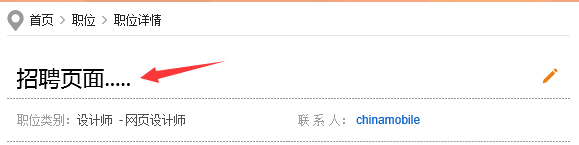 首页 > 职位 > 职位详情
招聘页面.....
职位类别：设计师 - 网页设计师 联 系 人： chinamobile